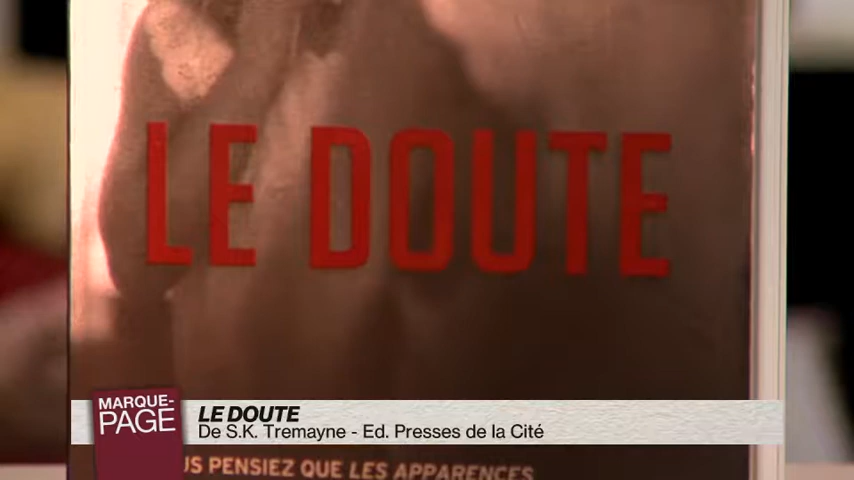 LE DOUTE
MARQUE-
PAGE
LE DOUTE
De S.K. Tremayne - Ed. Presses de la Cité
PENSIEZ QUE LES APPARENCES